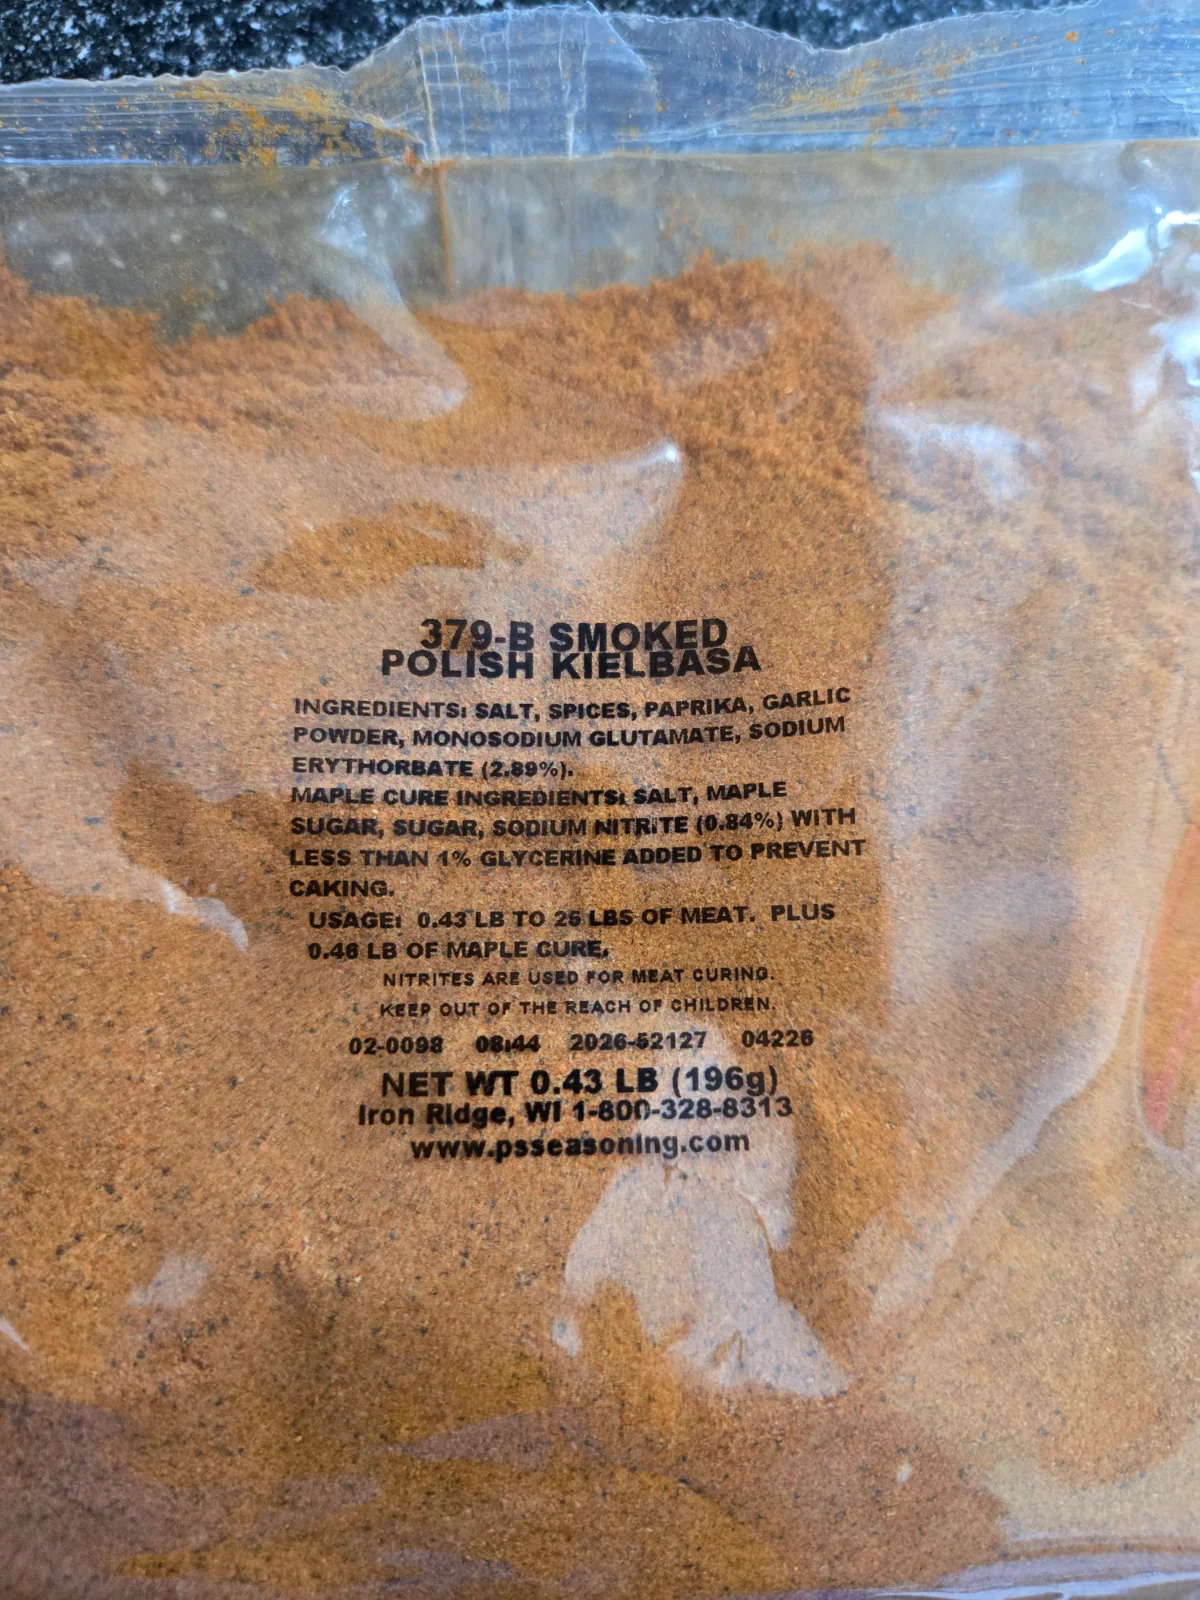 379-B SMOKED
POLISH KIELBASA
INGREDIENTS: SALT, SPICES, PAPRIKA, GARLIC
POWDER, MONOSODIUM GLUTAMATE, SODIUM
ERYTHORBATE (2.89%).
MAPLE CURE INGREDIENTS: SALT, MAPLE
SUGAR, SUGAR, SODIUM NITRITE (0.84%) WITH
LESS THAN 1% GLYCERINE ADDED TO PREVENT
CAKING.
USAGE: 0.43 LB TO 25 LBS OF MEAT. PLUS
0.46 LB OF MAPLE CURE.
NITRITES ARE USED FOR MEAT CURING.
KEEP OUT OF THE REACH OF CHILDREN.
02-0098 08:44 2026-52127 04226
NET WT 0.43 LB (196g)
Iron Ridge, WI 1-800-328-8313
www.psseasoning.com